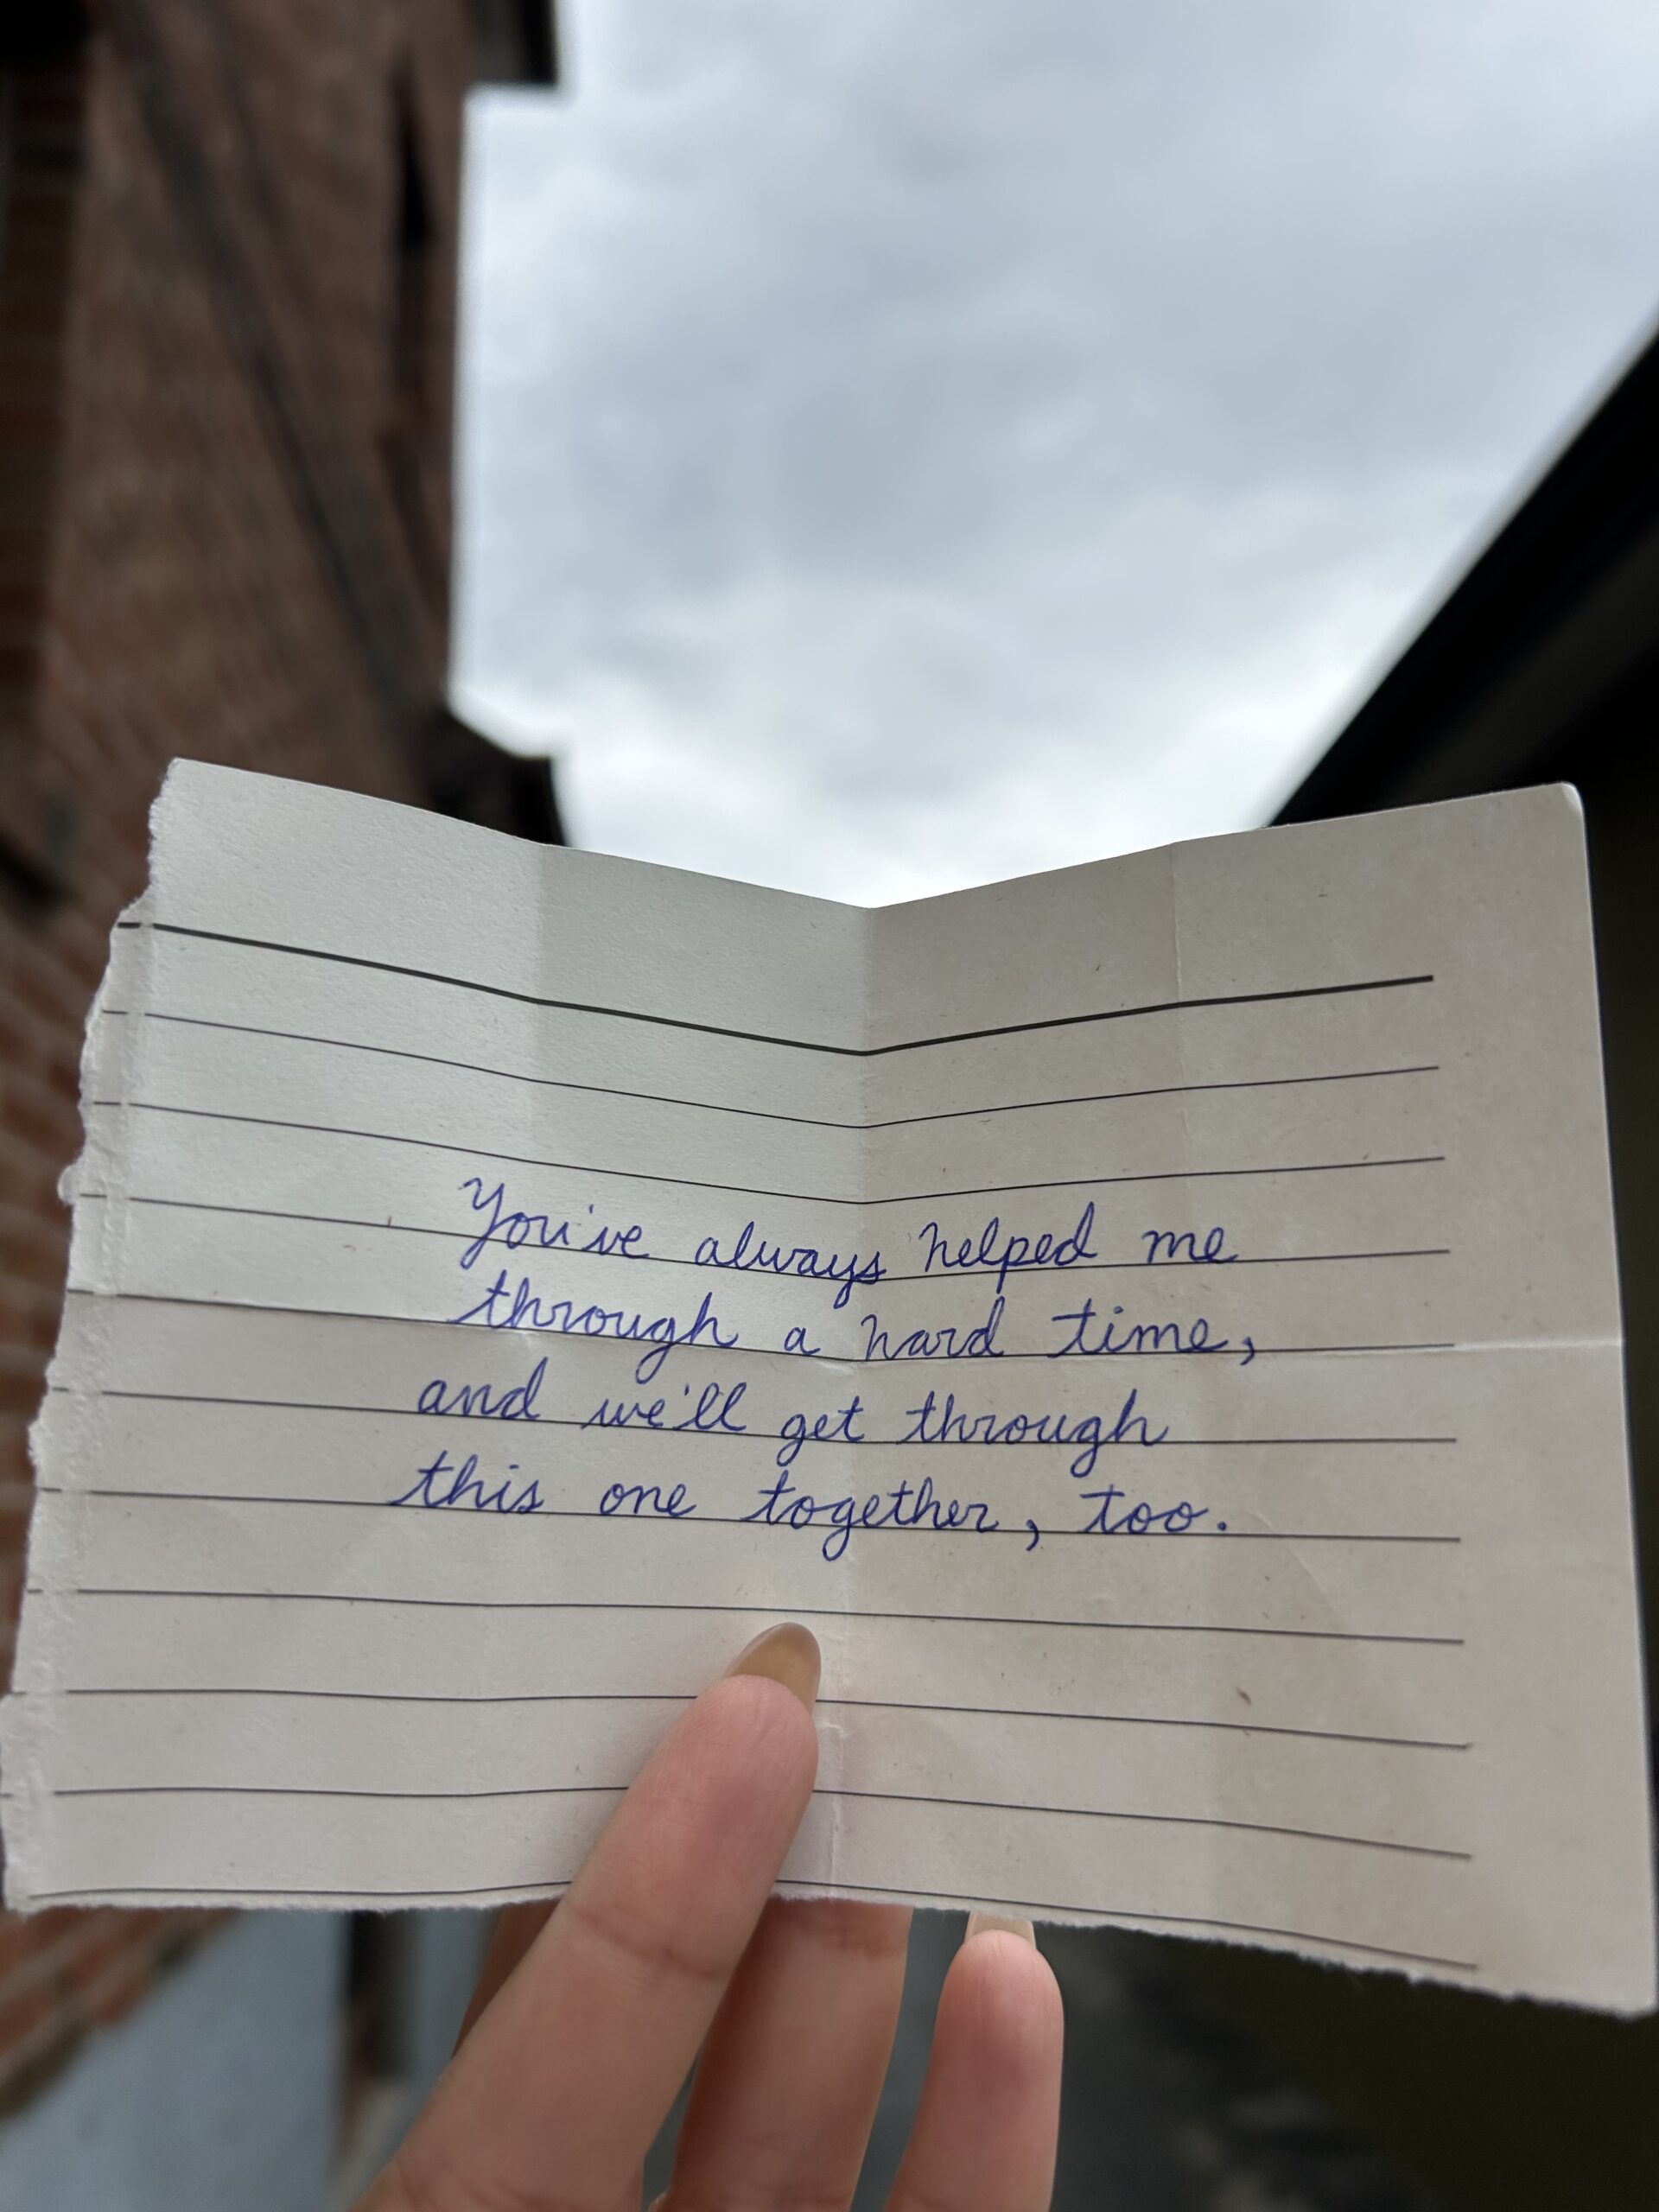 You've always helped me
through a hard time,
and we'll get through
this one together, too.